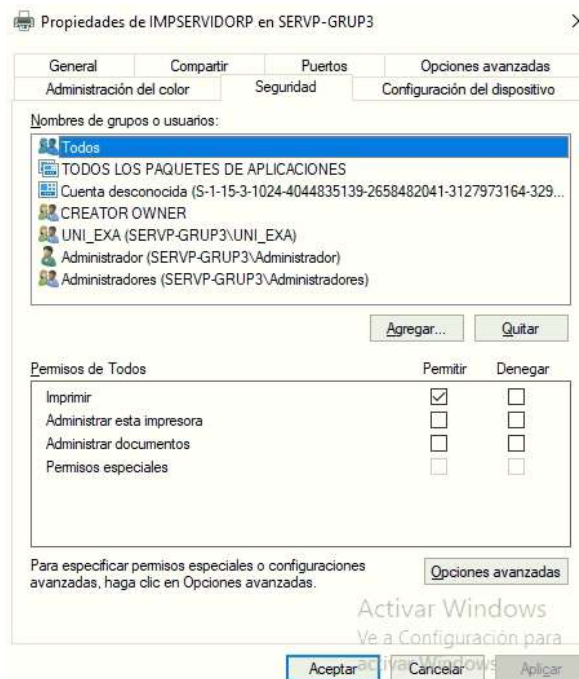 Propiedades de IMPSERVIDORP en SERVP-GRUP3
General Compartir Puertos Opciones avanzadas
Administración del color Seguridad Configuración del dispositivo
Nombres de grupos o usuarios:
Todos
TODOS LOS PAQUETES DE APLICACIONES
Cuenta desconocida (S-1-15-3-1024-4044835139-2658482041-3127973164-329...
CREATOR OWNER
UNI_EXA (SERVP-GRUP3\UNI_EXA)
Administrador (SERVP-GRUP3\Administrador)
Administradores (SERVP-GRUP3\Administradores)
Agregar... Quitar
Permisos de Todos Permitir Denegar
Imprimir
Administrar esta impresora
Administrar documentos
Permisos especiales
Para especificar permisos especiales o configuraciones
avanzadas, haga clic en Opciones avanzadas.
Opciones avanzadas
Activar Windows
Ve a Configuración para
activar Windows
Aceptar Cancelar Aplicar